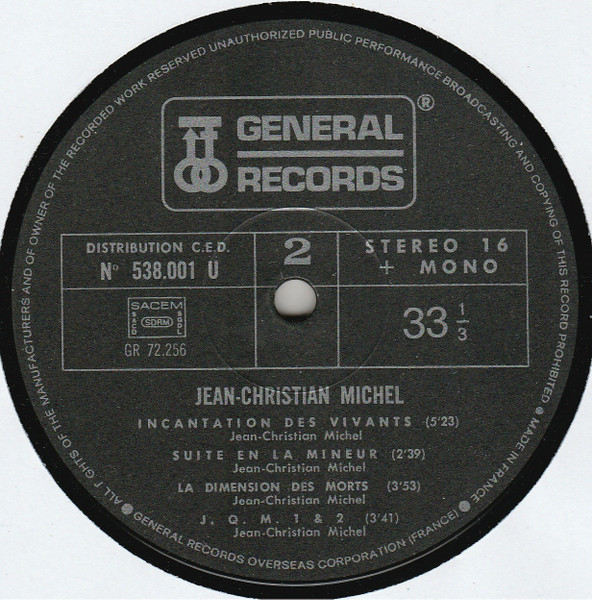 ALL RIGHTS OF THE MANUFACTURERS AND OF OWNER OF THE RECORDED WORK RESERVED UNAUTHORIZED PUBLIC PERFORMANCE BROADCASTING AND COPYING OF THIS RECORD PROHIBITED ● MADE IN FRANCE ●
GENERAL ®
RECORDS
DISTRIBUTION C.E.D.
N° 538.001 U
2
STEREO 16
+ MONO
SACEM
SACD
SDRM
SGDL
GR 72.256
33 1/3
JEAN-CHRISTIAN MICHEL
INCANTATION DES VIVANTS (5'23)
Jean-Christian Michel
SUITE EN LA MINEUR (2'39)
Jean-Christian Michel
LA DIMENSION DES MORTS (3'53)
Jean-Christian Michel
J. Q. M. 1 & 2 (3'41)
Jean-Christian Michel
● GENERAL RECORDS OVERSEAS CORPORATION (FRANCE) ●